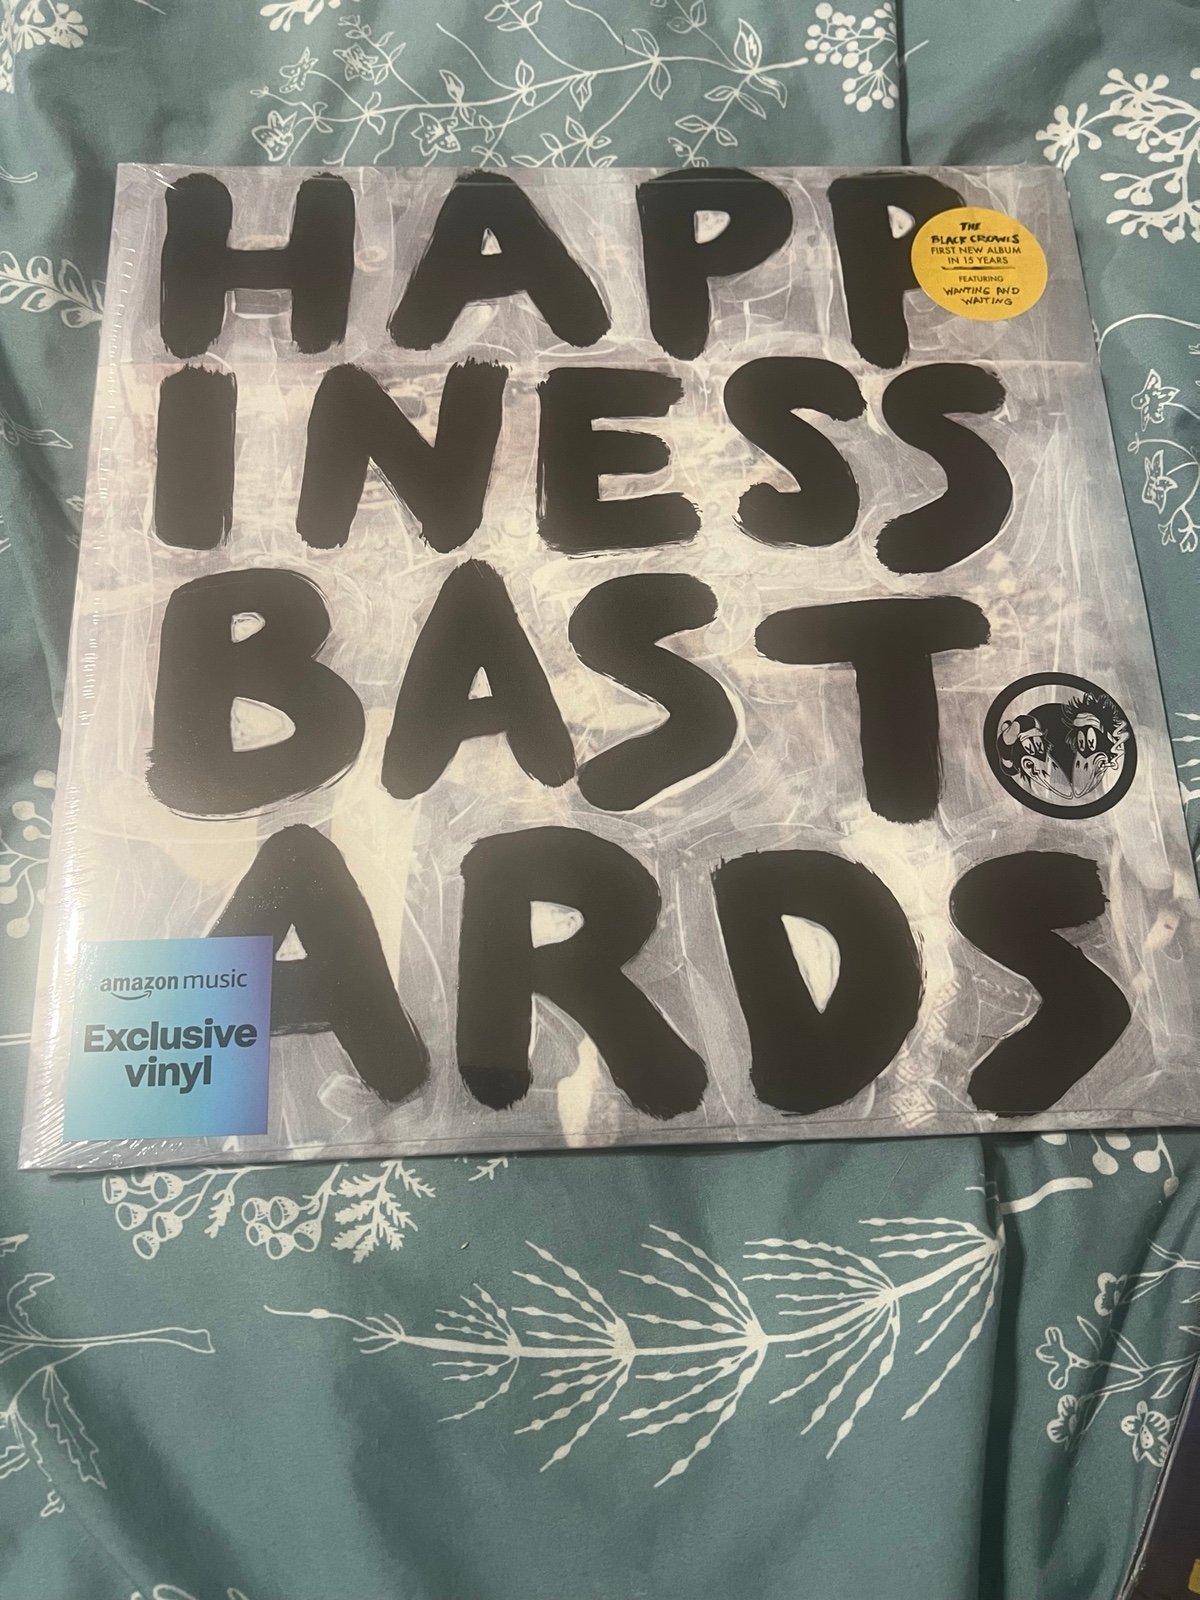 HAPP
INESS
BAST
ARDS
THE
BLACK CROWES
FIRST NEW ALBUM
IN 15 YEARS
FEATURING
WANTING AND
WAITING
amazon music
Exclusive
vinyl